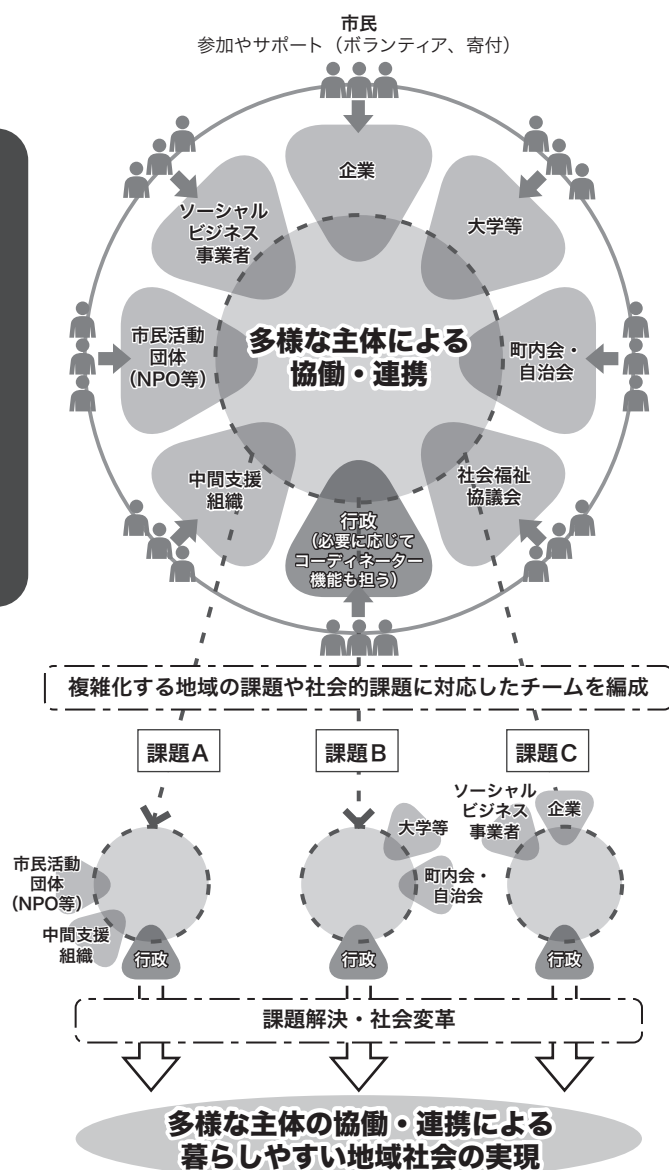 市民
参加やサポート（ボランティア、寄付）
企業
ソーシャル
ビジネス
事業者
大学等
市民活動
団体
（NPO等）
多様な主体による
協働・連携
町内会・
自治会
中間支援
組織
社会福祉
協議会
行政
（必要に応じて
コーディネーター
機能も担う）
複雑化する地域の課題や社会的課題に対応したチームを編成
課題A
課題B
課題C
市民活動
団体
（NPO等）
中間支援
組織
行政
大学等
町内会・
自治会
行政
ソーシャル
ビジネス
事業者
企業
行政
課題解決・社会変革
多様な主体の協働・連携による
暮らしやすい地域社会の実現